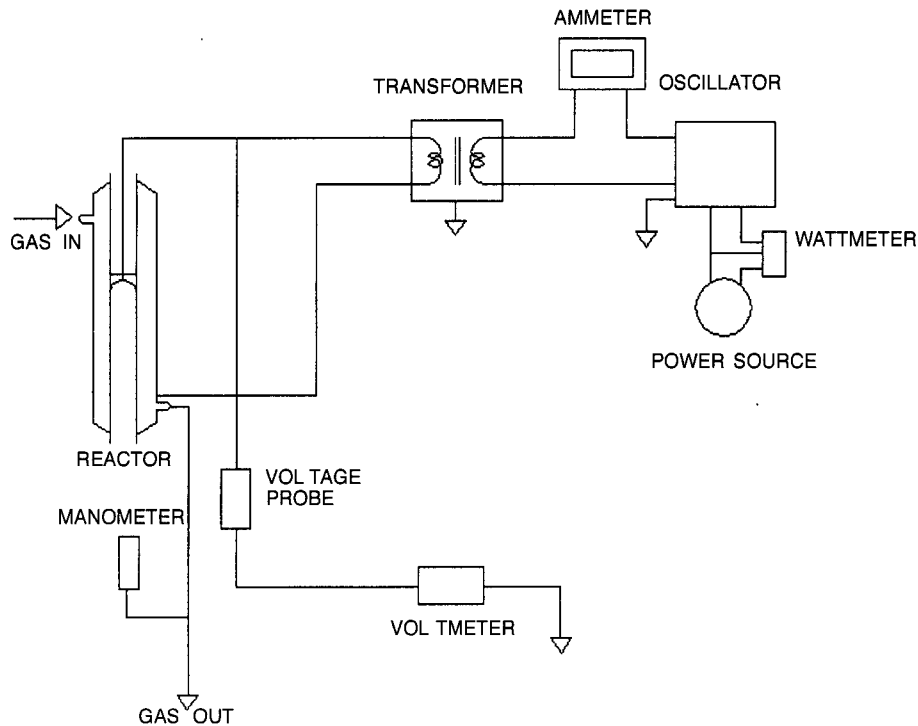 AMMETER
TRANSFORMER
OSCILLATOR
GAS IN
WATTMETER
POWER SOURCE
REACTOR
VOL TAGE
PROBE
MANOMETER
VOL TMETER
GAS OUT